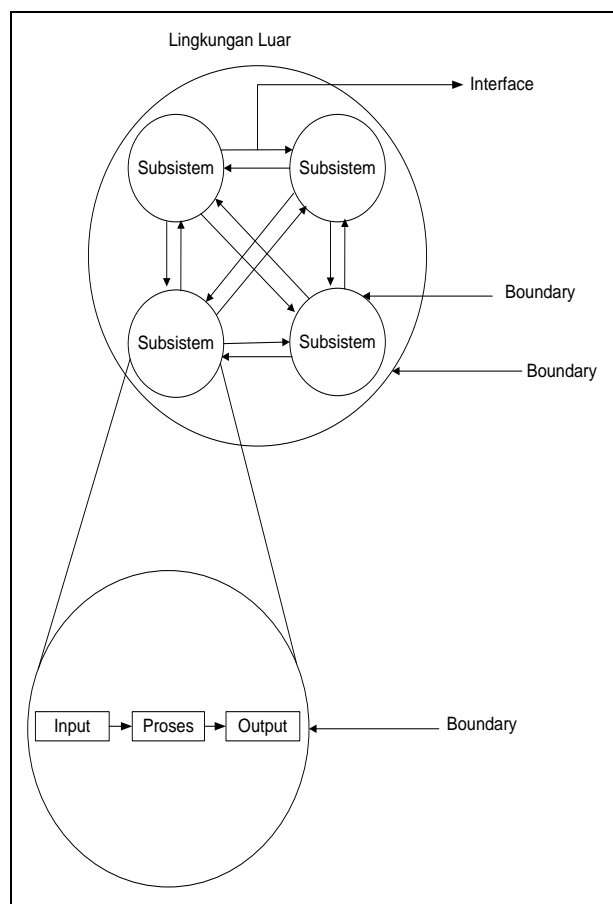 Lingkungan Luar
Interface
Subsistem
Subsistem
Boundary
Subsistem
Subsistem
Boundary
Input
Proses
Output
Boundary